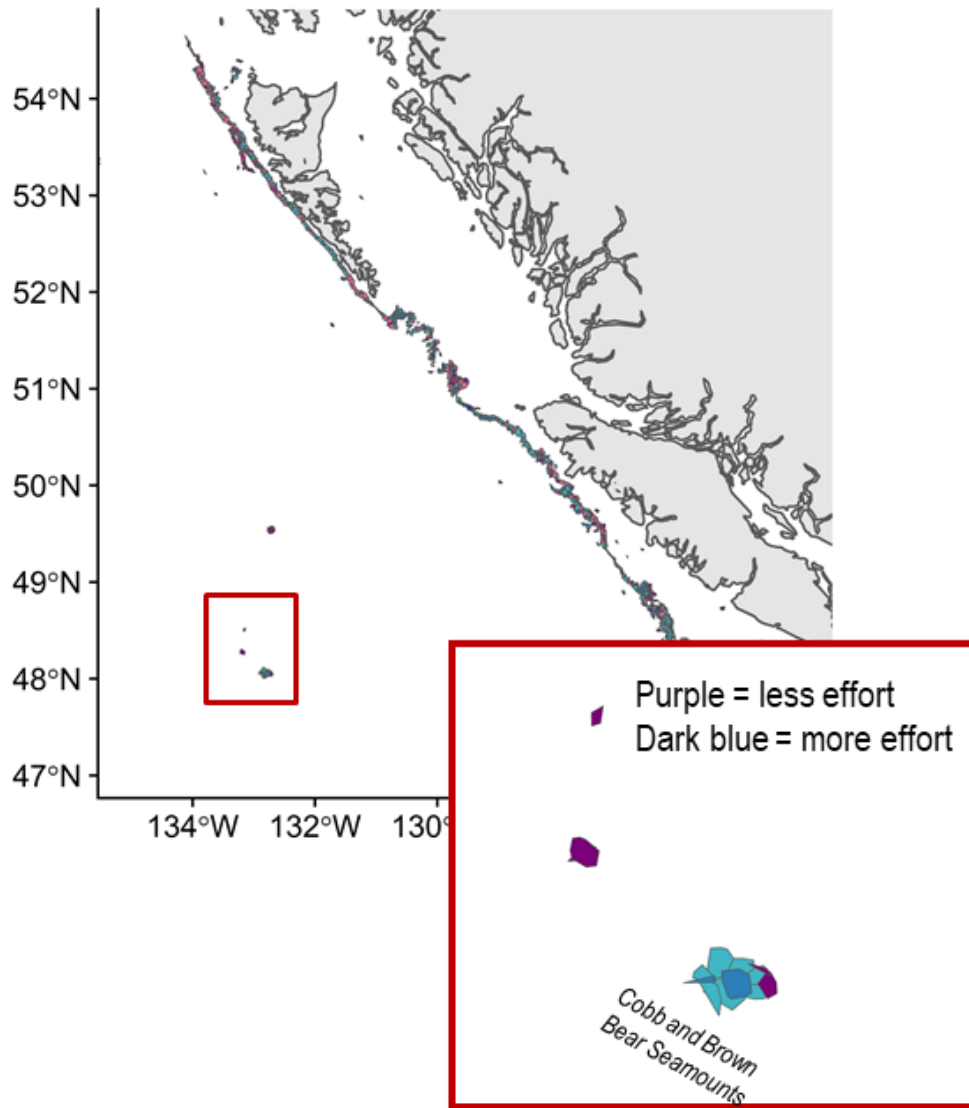 54°N
53°N
52°N
51°N
50°N
49°N
48°N
47°N
134°W 132°W 130°
Purple = less effort
Dark blue = more effort
Cobb and Brown
Bear Seamounts